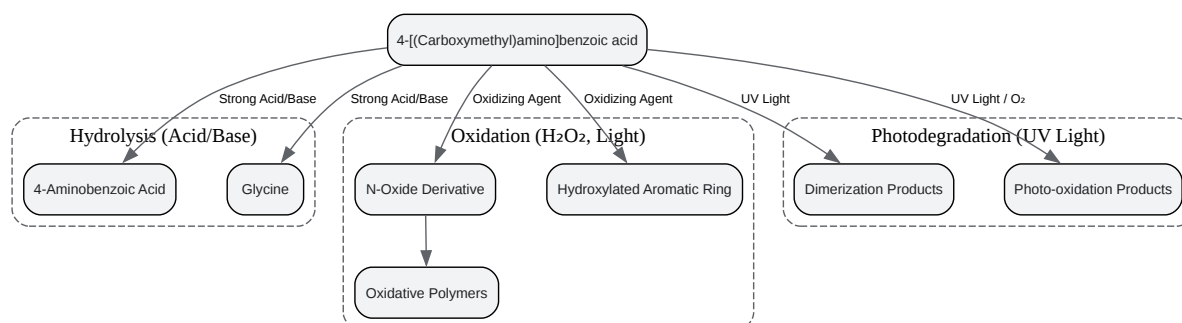 4-[(Carboxymethyl)amino]benzoic acid
Strong Acid/Base
Strong Acid/Base
Oxidizing Agent
Oxidizing Agent
UV Light
UV Light / O₂
Hydrolysis (Acid/Base)
Oxidation (H₂O₂, Light)
Photodegradation (UV Light)
4-Aminobenzoic Acid
Glycine
N-Oxide Derivative
Hydroxylated Aromatic Ring
Dimerization Products
Photo-oxidation Products
Oxidative Polymers